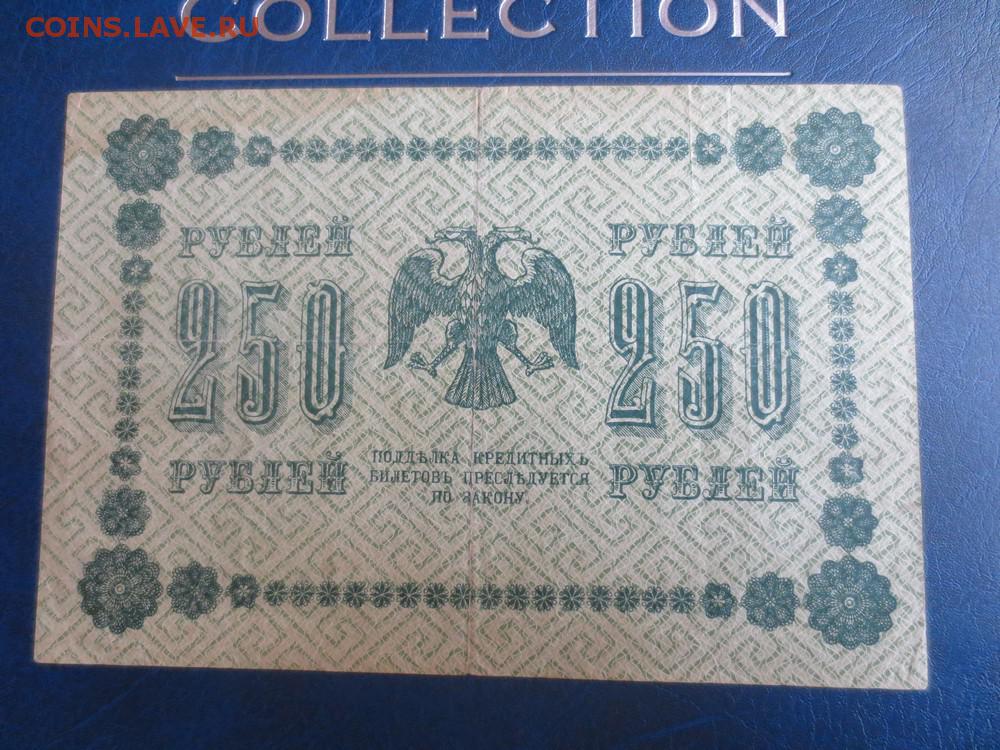 COINS.LAVE.RU
COLLECTION
РУБЛЕЙ
РУБЛЕЙ
250
250
РУБЛЕЙ
РУБЛЕЙ
ПОДДѢЛКА КРЕДИТНЫХЪ
БИЛЕТОВЪ ПРЕСЛѢДУЕТСЯ
ПО ЗАКОНУ.